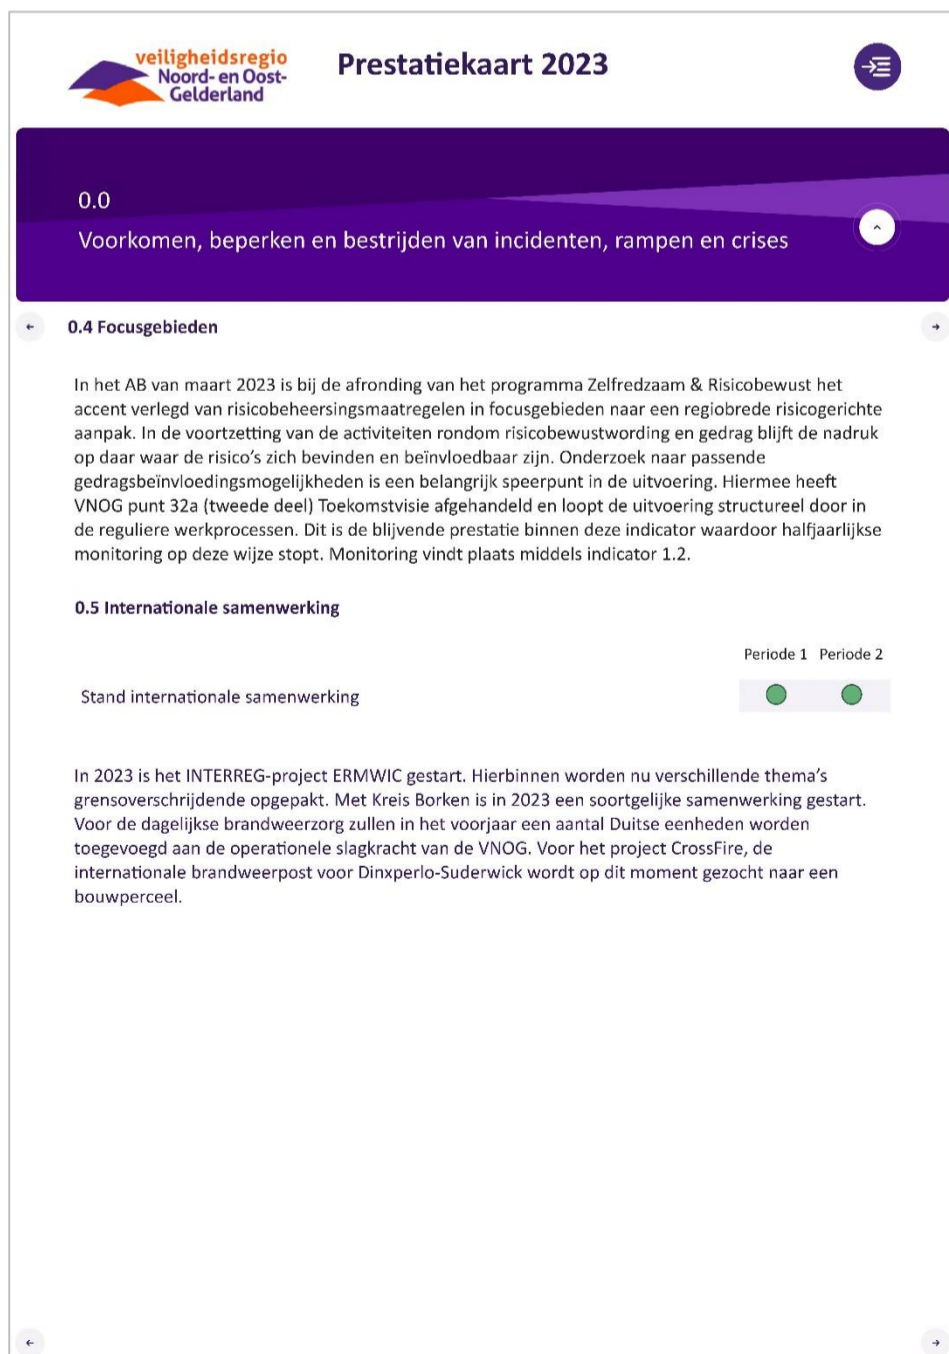 veiligheidsregio
Noord- en Oost-
Gelderland
Prestatiekaart 2023
0.0
Voorkomen, beperken en bestrijden van incidenten, rampen en crises
0.4 Focusgebieden
In het AB van maart 2023 is bij de afronding van het programma Zelfredzaam & Risicobewust het
accent verlegd van risicobeheersingsmaatregelen in focusgebieden naar een regiobrede risicogerichte
aanpak. In de voortzetting van de activiteiten rondom risicobewustwording en gedrag blijft de nadruk
op daar waar de risico’s zich bevinden en beïnvloedbaar zijn. Onderzoek naar passende
gedragsbeïnvloedingsmogelijkheden is een belangrijk speerpunt in de uitvoering. Hiermee heeft
VNOG punt 32a (tweede deel) Toekomstvisie afgehandeld en loopt de uitvoering structureel door in
de reguliere werkprocessen. Dit is de blijvende prestatie binnen deze indicator waardoor halfjaarlijkse
monitoring op deze wijze stopt. Monitoring vindt plaats middels indicator 1.2.
0.5 Internationale samenwerking
Periode 1 Periode 2
Stand internationale samenwerking
In 2023 is het INTERREG-project ERMWIC gestart. Hierbinnen worden nu verschillende thema’s
grensoverschrijdende opgepakt. Met Kreis Borken is in 2023 een soortgelijke samenwerking gestart.
Voor de dagelijkse brandweerzorg zullen in het voorjaar een aantal Duitse eenheden worden
toegevoegd aan de operationele slagkracht van de VNOG. Voor het project CrossFire, de
internationale brandweerpost voor Dinxperlo-Suderwick wordt op dit moment gezocht naar een
bouwperceel.